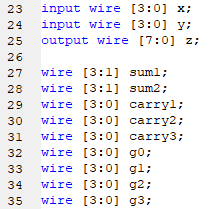 23 input wire [3:0] x;
24 input wire [3:0] y;
25 output wire [7:0] z;
26
27 wire [3:1] sum1;
28 wire [3:1] sum2;
29 wire [3:0] carry1;
30 wire [3:0] carry2;
31 wire [3:0] carry3;
32 wire [3:0] g0;
33 wire [3:0] g1;
34 wire [3:0] g2;
35 wire [3:0] g3;